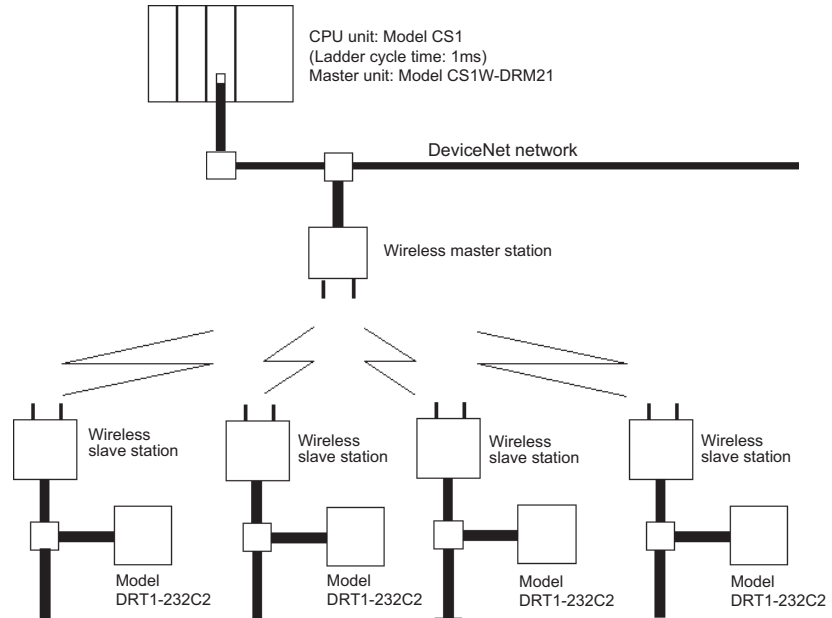 CPU unit: Model CS1
(Ladder cycle time: 1ms)
Master unit: Model CS1W-DRM21
DeviceNet network
Wireless master station
Wireless
slave station
Wireless
slave station
Wireless
slave station
Wireless
slave station
Model
DRT1-232C2
Model
DRT1-232C2
Model
DRT1-232C2
Model
DRT1-232C2